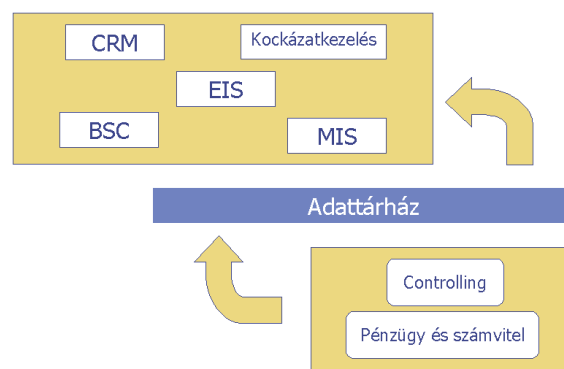 CRM
Kockázatkezelés
EIS
BSC
MIS
Adattárház
Controlling
Pénzügy és számvitel